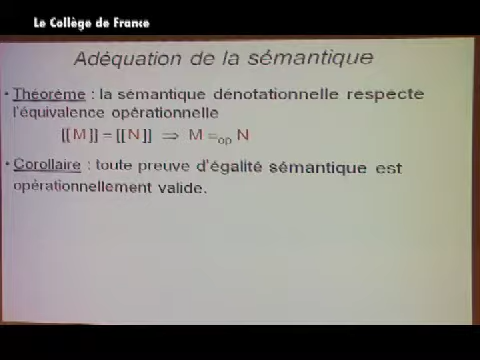 Le Collège de France
Adéquation de la sémantique
• Théorème : la sémantique dénotationnelle respecte
l'équivalence opérationnelle
[[M]] = [[N]] ⇒ M =op N
• Corollaire : toute preuve d'égalité sémantique est
opérationnellement valide.